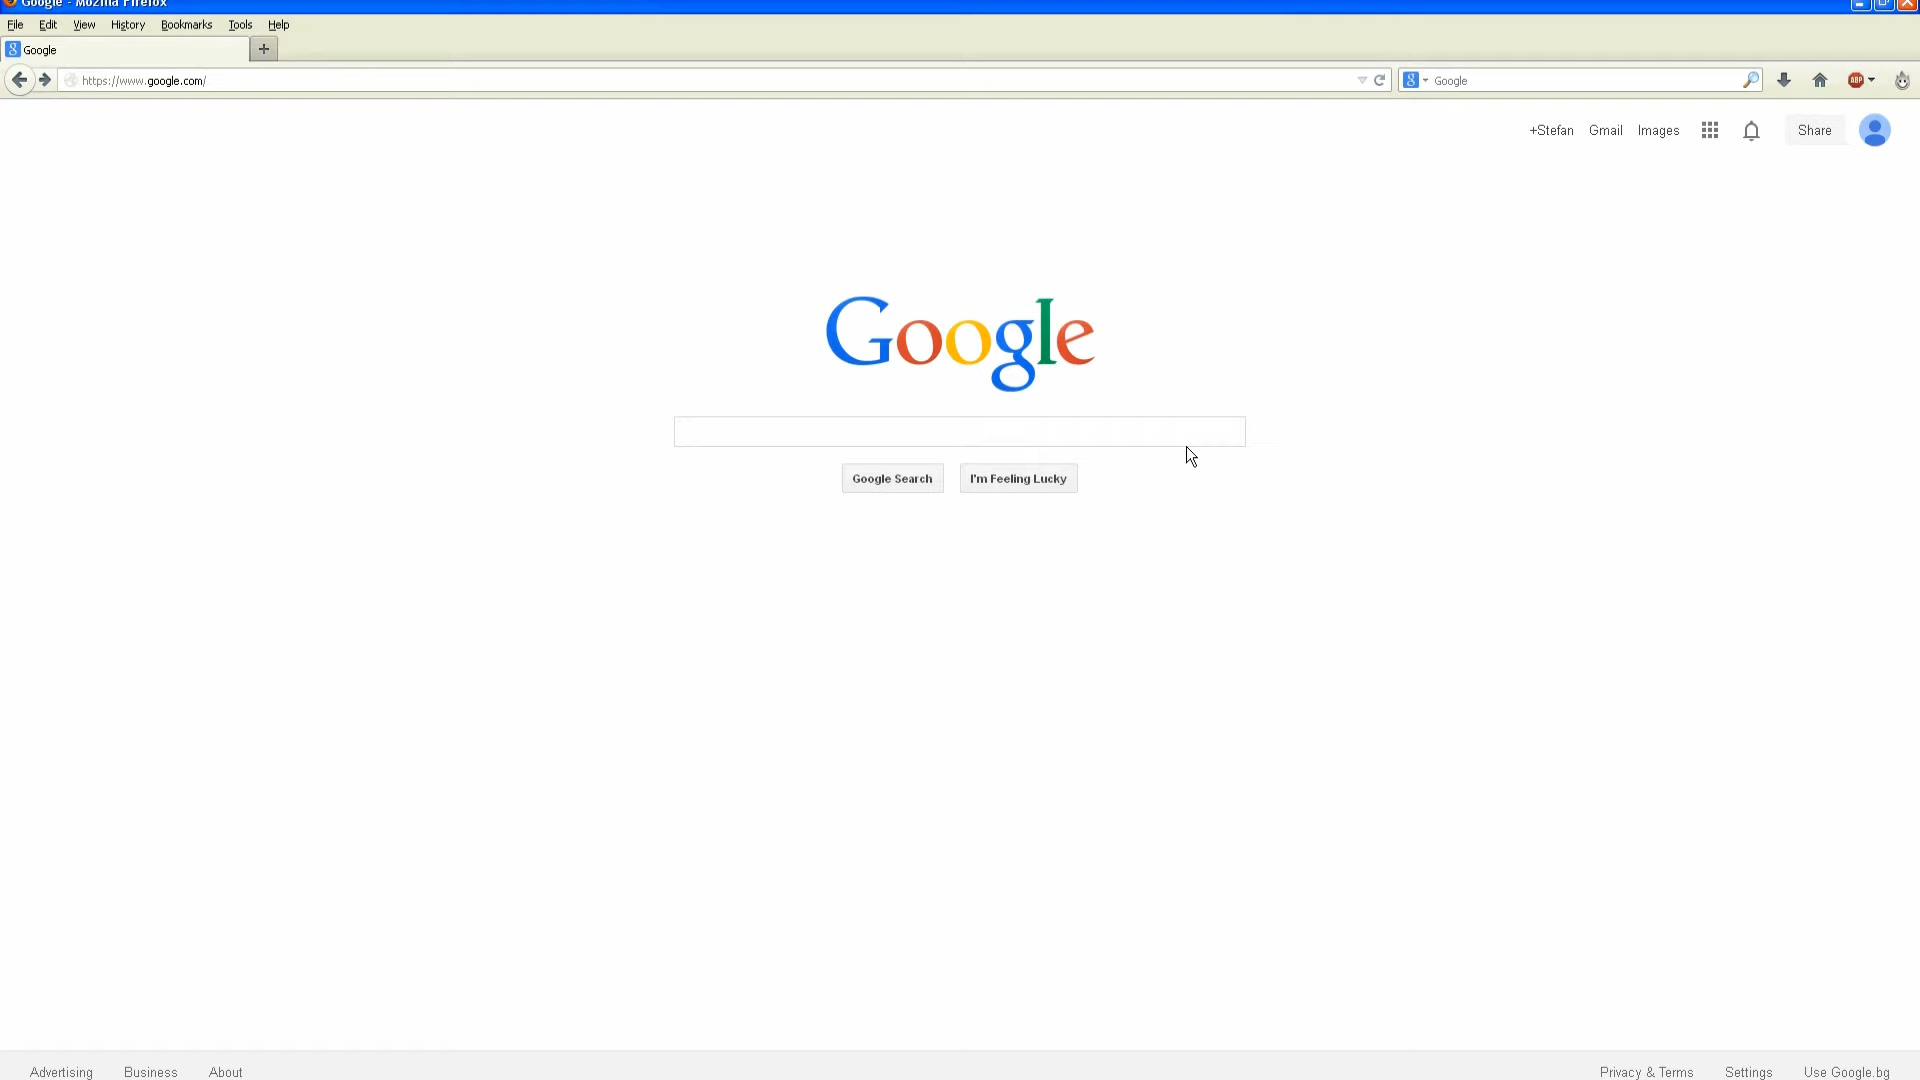 Google - Mozilla Firefox
File Edit View History Bookmarks Tools Help
Google
https://www.google.com/ Google
+Stefan Gmail Images Share
Google
Google Search I'm Feeling Lucky
Advertising Business About Privacy & Terms Settings Use Google.bg